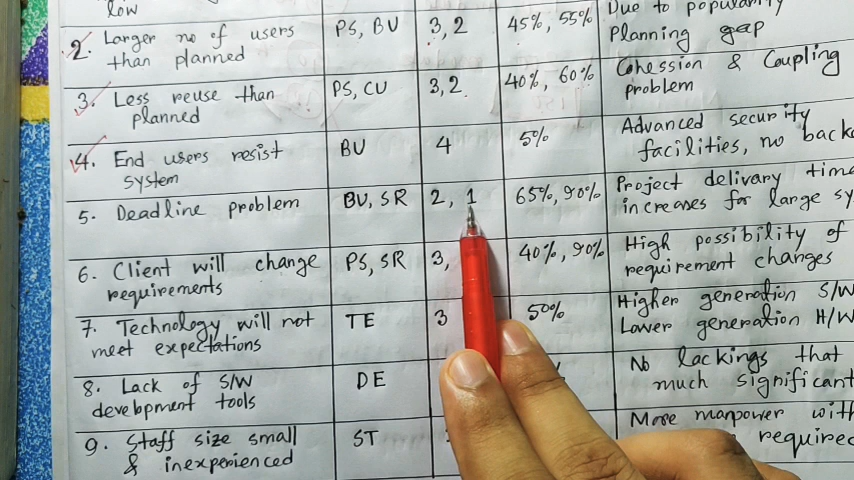 low
Due to popularity
2. Larger no of users
than planned
PS, BU
3, 2
45%, 55%
Planning gap
3. Less reuse than
planned
PS, CU
3, 2
40%, 60%
Cohession & Coupling
problem
4. End users resist
system
BU
4
5%
Advanced security
facilities, no
5. Deadline problem
BU, SR
2, 1
65%, 90%
Project delivary time
increases for large
6. Client will change
requirements
PS, SR
3,
40%, 90%
High possibility of
requirement changes
7. Technology will not
meet expectations
TE
3
50%
Higher generation S/W
Lower generation H/W
8. Lack of S/W
development tools
DE
No lackings that
much significant
9. Staff size small
& inexperienced
ST
More manpower with
required